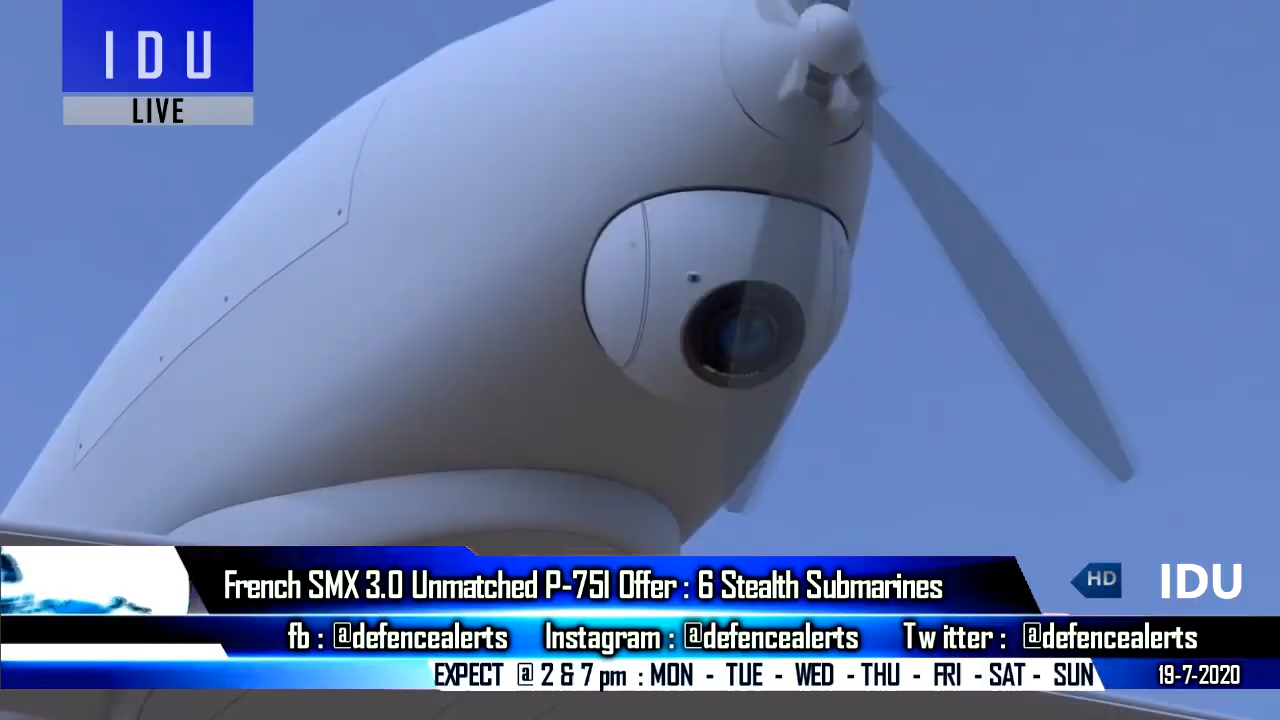 IDU
LIVE
French SMX 3.0 Unmatched P-75I Offer : 6 Stealth Submarines
HD IDU
fb : @defencealerts Instagram : @defencealerts Tw itter : @defencealerts
EXPECT @ 2 & 7 pm : MON - TUE - WED - THU - FRI - SAT - SUN 19-7-2020